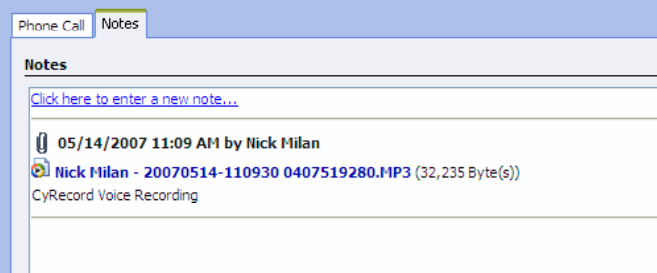 Phone Call Notes
Notes
Click here to enter a new note...
05/14/2007 11:09 AM by Nick Milan
Nick Milan - 20070514-110930 0407519280.MP3 (32,235 Byte(s))
CyRecord Voice Recording